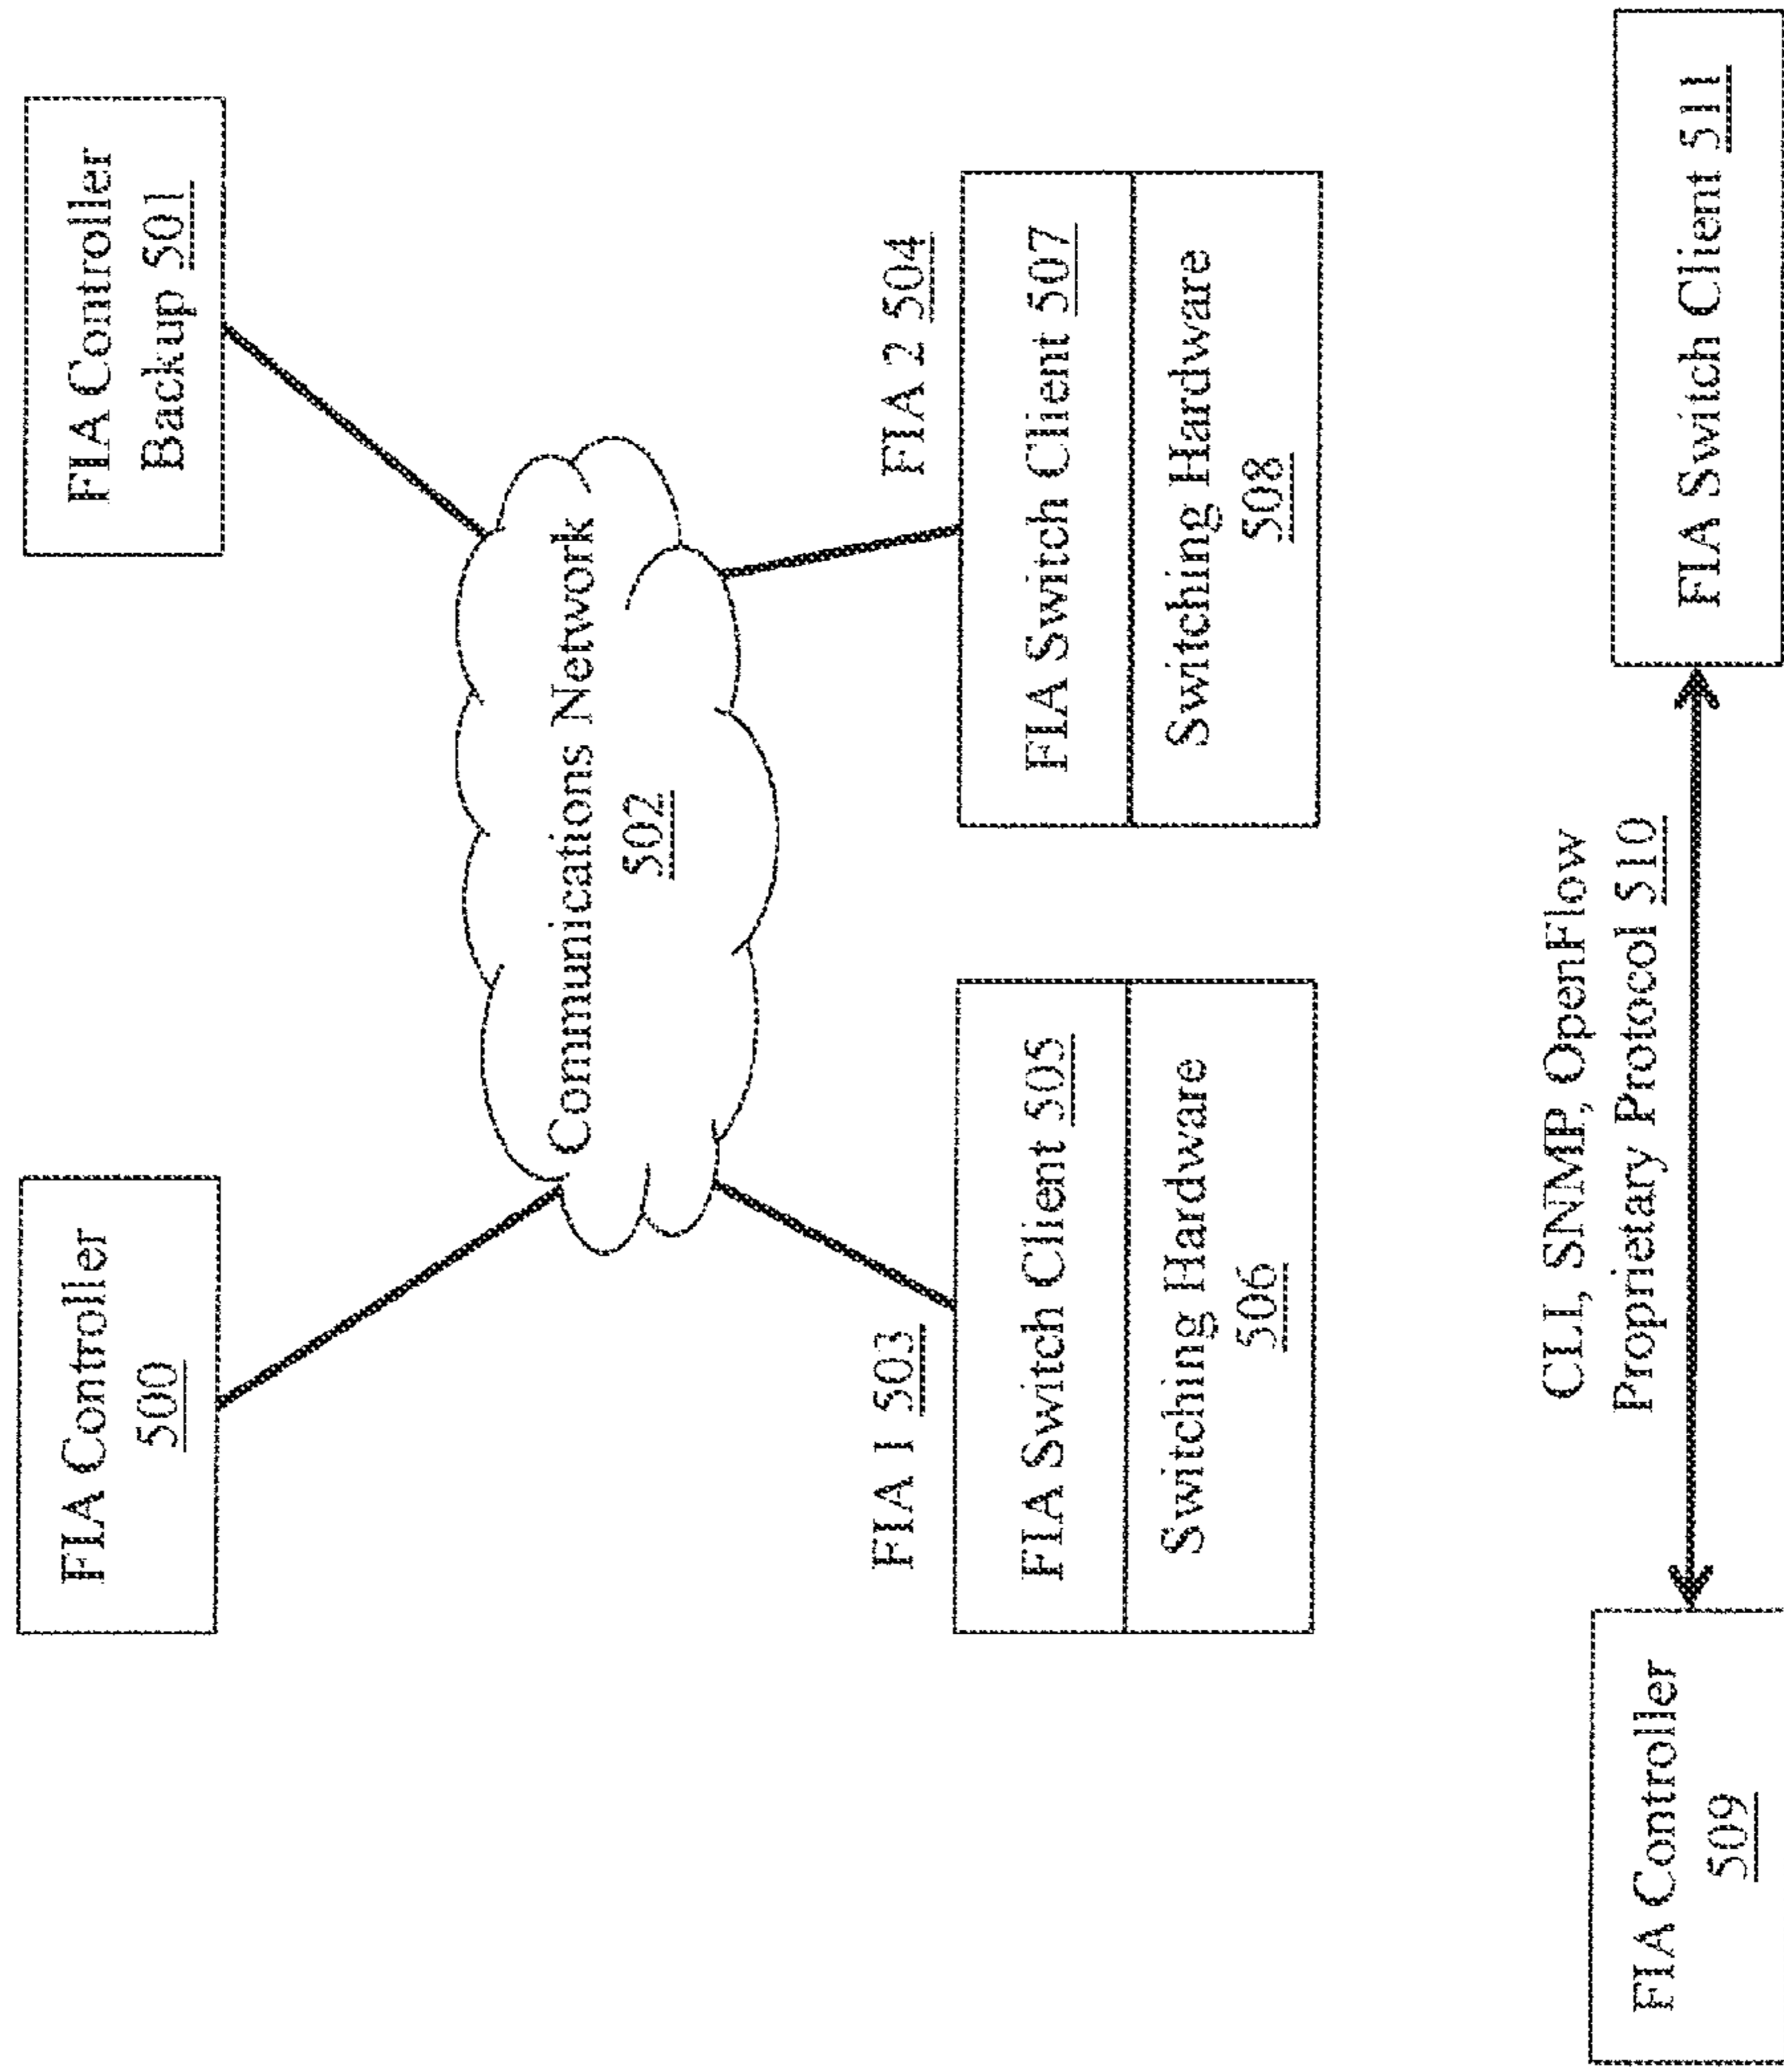 FIA Controller
500
FIA Controller
Backup 501
Communications Network
502
FIA 1 503
FIA 2 504
FIA Switch Client 505
Switching Hardware
506
FIA Switch Client 507
Switching Hardware
508
CLI, SNMP, OpenFlow
Proprietary Protocol 510
FIA Controller
509
FIA Switch Client 511